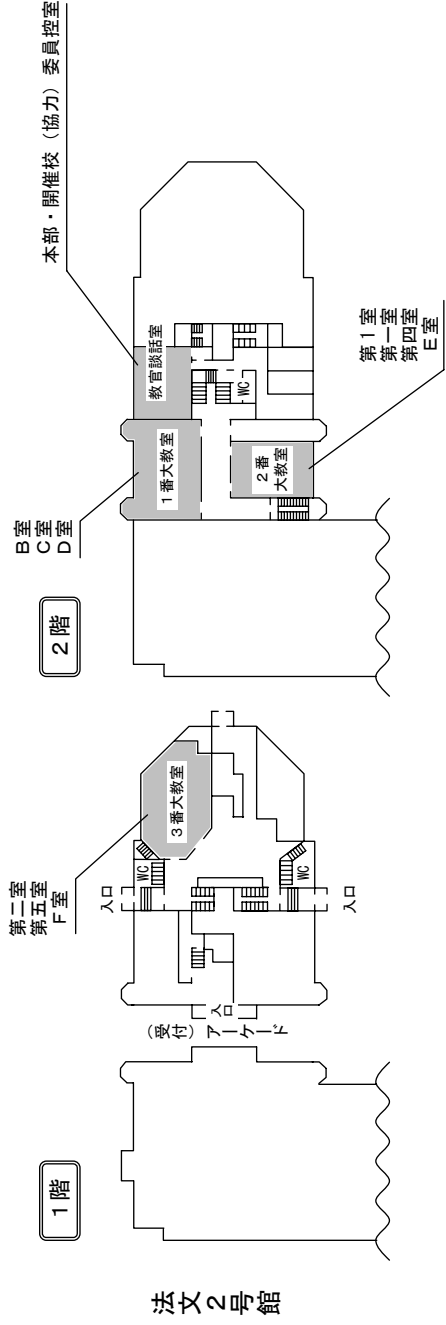 法文2号館
1階
第二室
第五室
F室
3番大教室
WC
入口
WC
入口
入口
(受付) アーケード
2階
B室
C室
D室
1番大教室
教官談話室
本部・開催校(協力)委員控室
WC
2番
大教室
第1室
第一室
第四室
E室